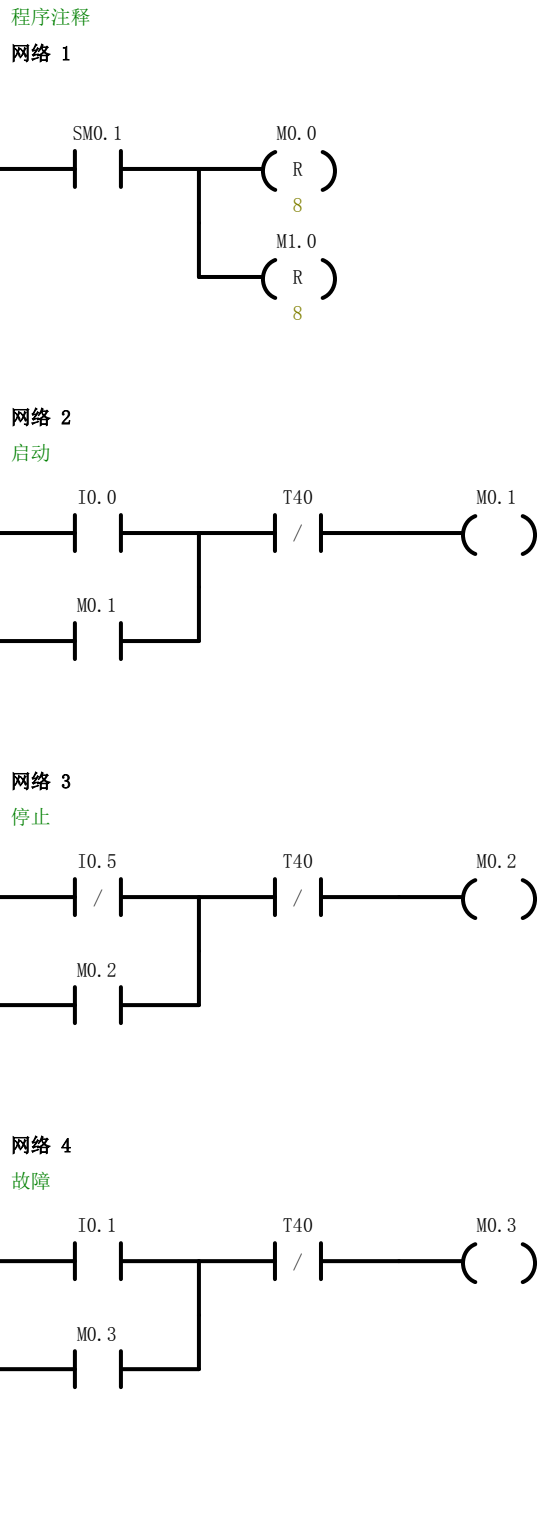 程序注释
网络 1
SM0.1 M0.0
R
8
M1.0
R
8
网络 2
启动
I0.0 T40 M0.1
/
M0.1
网络 3
停止
I0.5 T40 M0.2
/ /
M0.2
网络 4
故障
I0.1 T40 M0.3
/
M0.3